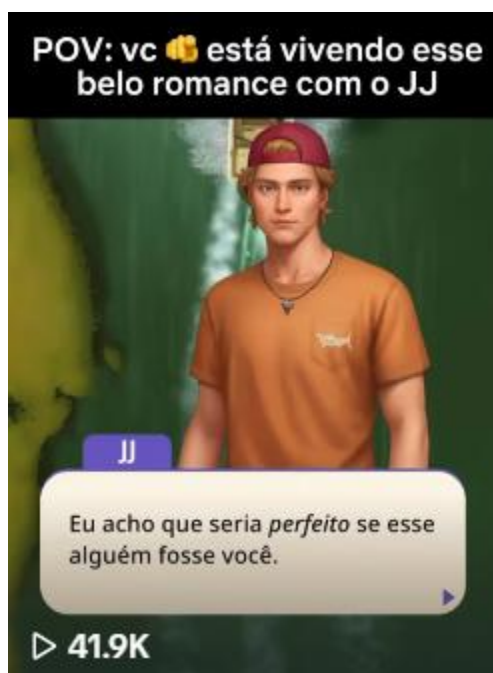 POV: vc 🫵 está vivendo esse
belo romance com o JJ
JJ
Eu acho que seria perfeito se esse
alguém fosse você.
41.9K